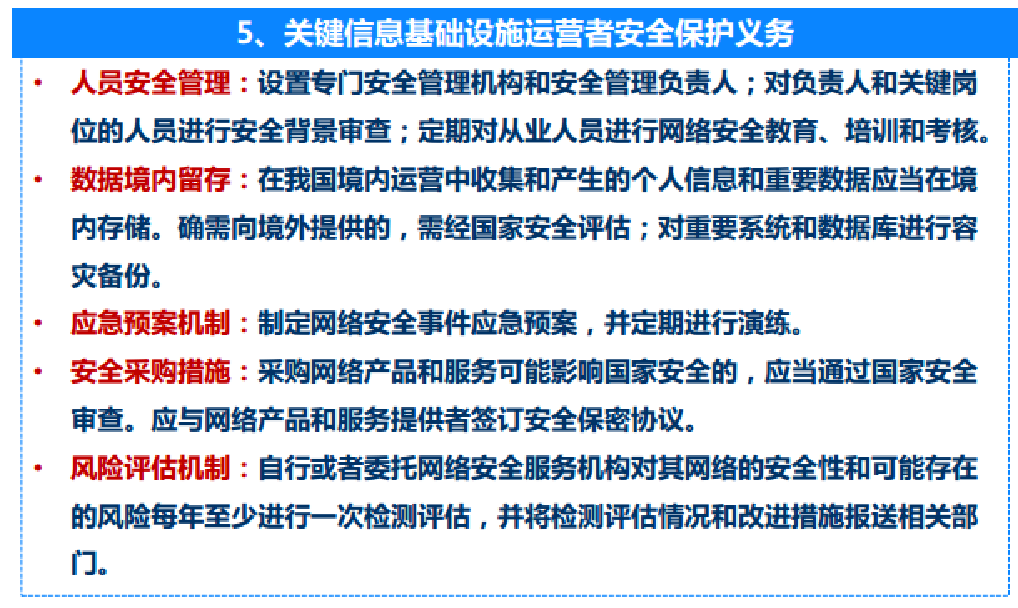 5、关键信息基础设施运营者安全保护义务
• 人员安全管理：设置专门安全管理机构和安全管理负责人；对负责人和关键岗
位的人员进行安全背景审查；定期对从业人员进行网络安全教育、培训和考核。
• 数据境内留存：在我国境内运营中收集和产生的个人信息和重要数据应当在境
内存储。确需向境外提供的，需经国家安全评估；对重要系统和数据库进行容
灾备份。
• 应急预案机制：制定网络安全事件应急预案，并定期进行演练。
• 安全采购措施：采购网络产品和服务可能影响国家安全的，应当通过国家安全
审查。应与网络产品和服务提供者签订安全保密协议。
• 风险评估机制：自行或者委托网络安全服务机构对其网络的安全性和可能存在
的风险每年至少进行一次检测评估，并将检测评估情况和改进措施报送相关部
门。